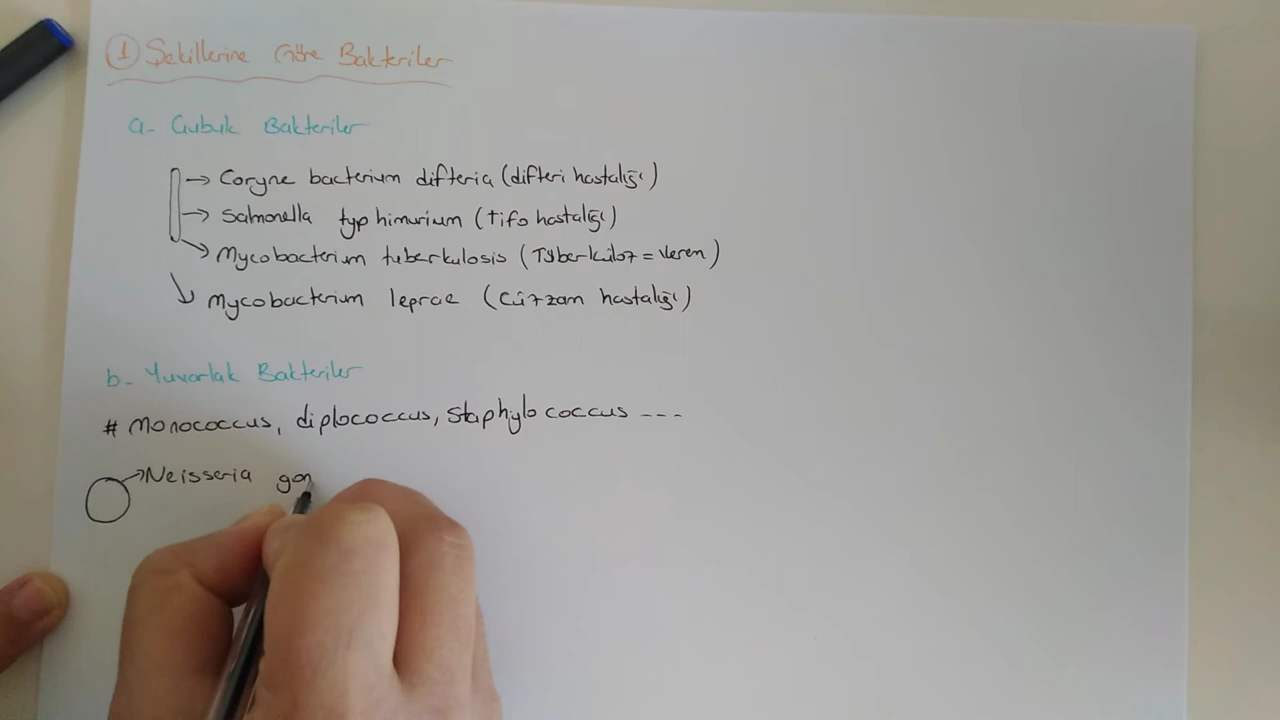 1 Şekillerine Göre Bakteriler
a- Çubuk Bakteriler
→ Coryne bacterium difteria (difteri hastalığı)
→ Salmonella typhimurium (tifo hastalığı)
→ Mycobacterium tuberkulosis (Tüberküloz = Verem)
→ Mycobacterium leprae (Cüzzam hastalığı)
b- Yuvarlak Bakteriler
# Monococcus, diplococcus, Staphylococcus ---
→ Neisseria gon